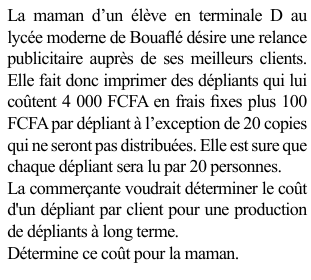 La maman d’un élève en terminale D au
lycée moderne de Bouaflé désire une relance
publicitaire auprès de ses meilleurs clients.
Elle fait donc imprimer des dépliants qui lui
coûtent 4 000 FCFA en frais fixes plus 100
FCFA par dépliant à l’exception de 20 copies
qui ne seront pas distribuées. Elle est sure que
chaque dépliant sera lu par 20 personnes.
La commerçante voudrait déterminer le coût
d'un dépliant par client pour une production
de dépliants à long terme.
Détermine ce coût pour la maman.